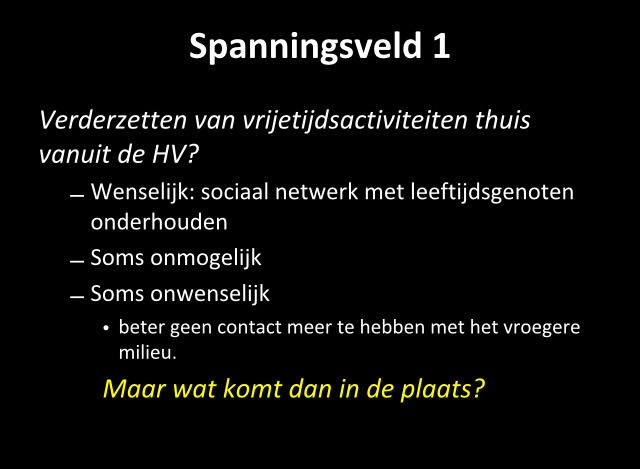 Spanningsveld 1
Verderzetten van vrijetijdsactiviteiten thuis
vanuit de HV?
– Wenselijk: sociaal netwerk met leeftijdsgenoten
onderhouden
– Soms onmogelijk
– Soms onwenselijk
• beter geen contact meer te hebben met het vroegere
milieu.
Maar wat komt dan in de plaats?